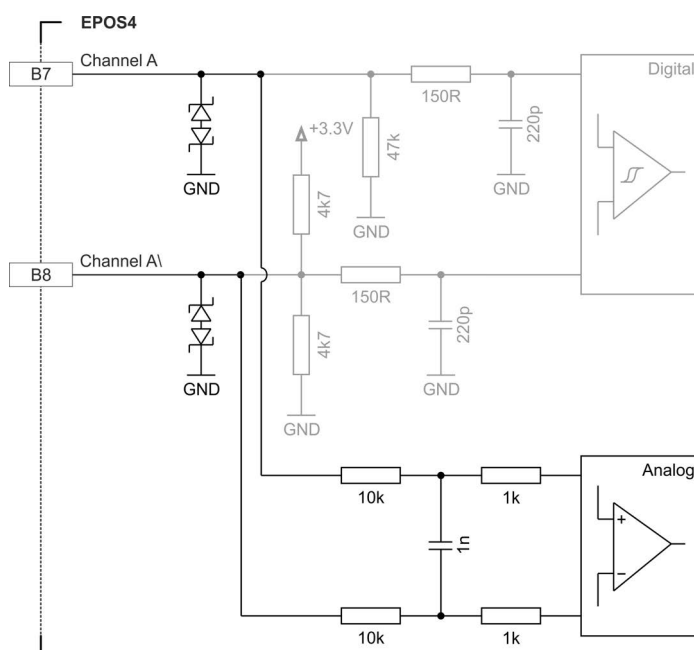 EPOS4
B7
Channel A
Digital
150R
220p
+3.3V
47k
GND
GND
GND
4k7
B8
Channel A\
150R
220p
4k7
GND
GND
GND
Analog
10k
1k
+
1n
−
10k
1k